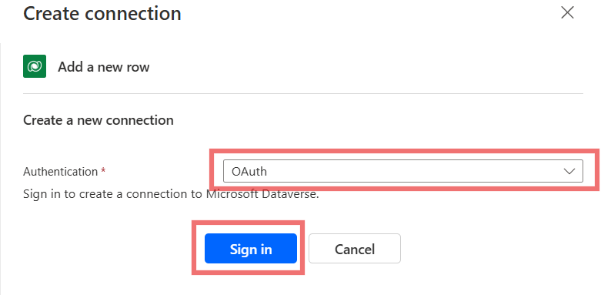 Create connection
Add a new row
Create a new connection
Authentication * OAuth
Sign in to create a connection to Microsoft Dataverse.
Sign in Cancel